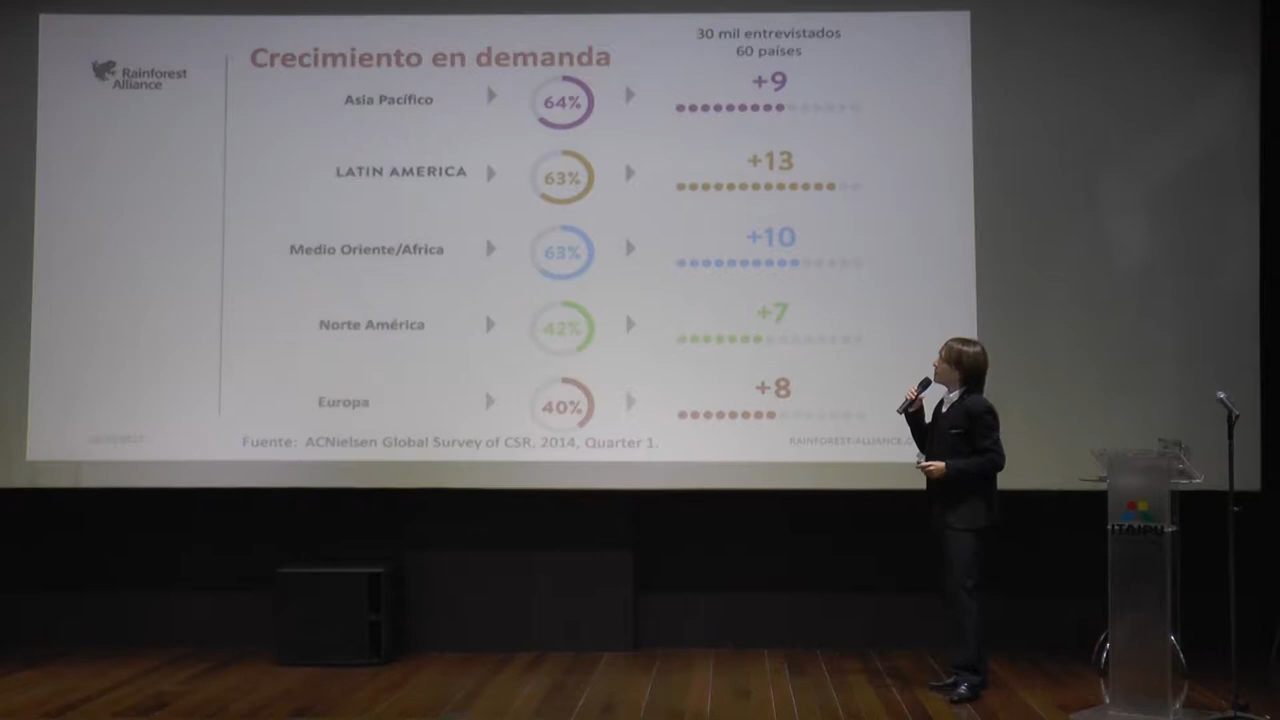 Rainforest
Alliance
Crecimiento en demanda
30 mil entrevistados
60 países
Asia Pacífico
64%
+9
LATIN AMERICA
63%
+13
Medio Oriente/Africa
63%
+10
Norte América
42%
+7
Europa
40%
+8
Fuente: ACNielsen Global Survey of CSR, 2014, Quarter 1.
RAINFOREST-ALLIANCE.O
ITAIPU